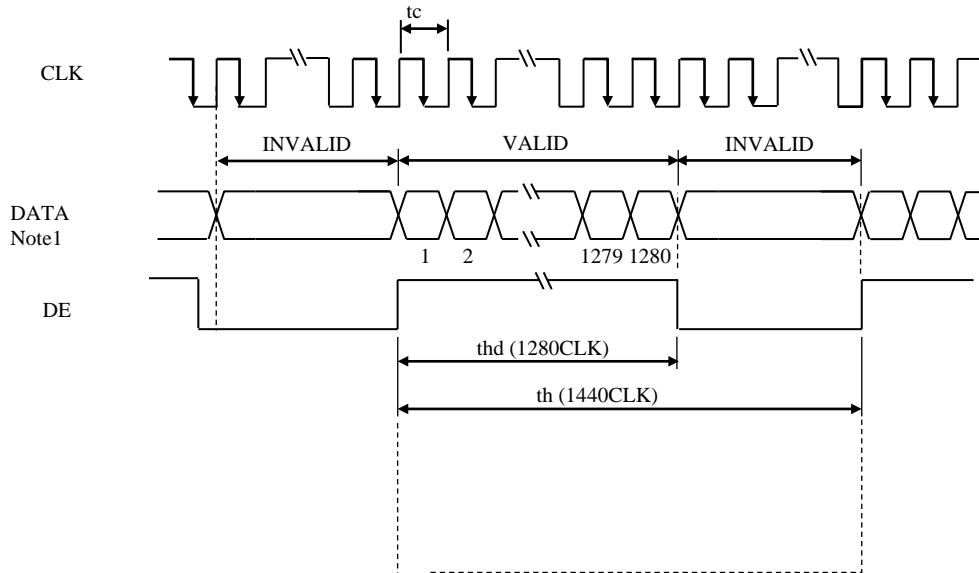 tc
CLK
INVALID VALID INVALID
DATA
Note1
1 2 1279 1280
DE
thd (1280CLK)
th (1440CLK)